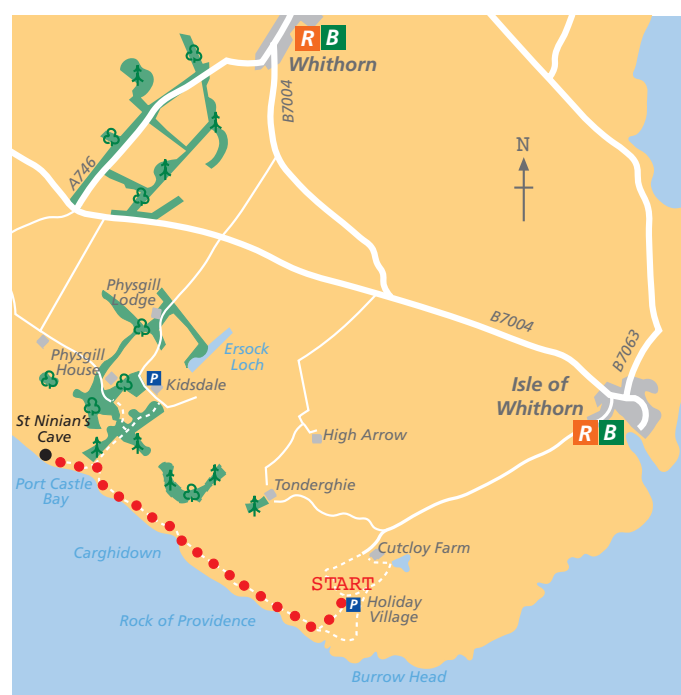 R B
Whithorn
B7004
A746
N
Physgill
Lodge
B7004
B7063
Ersock
Loch
Physgill
House
P
Kidsdale
Isle of
Whithorn
R B
St Ninian's
Cave
High Arrow
Port Castle
Bay
Tonderghie
Carghidown
Cutcloy Farm
START
P
Holiday
Village
Rock of Providence
Burrow Head